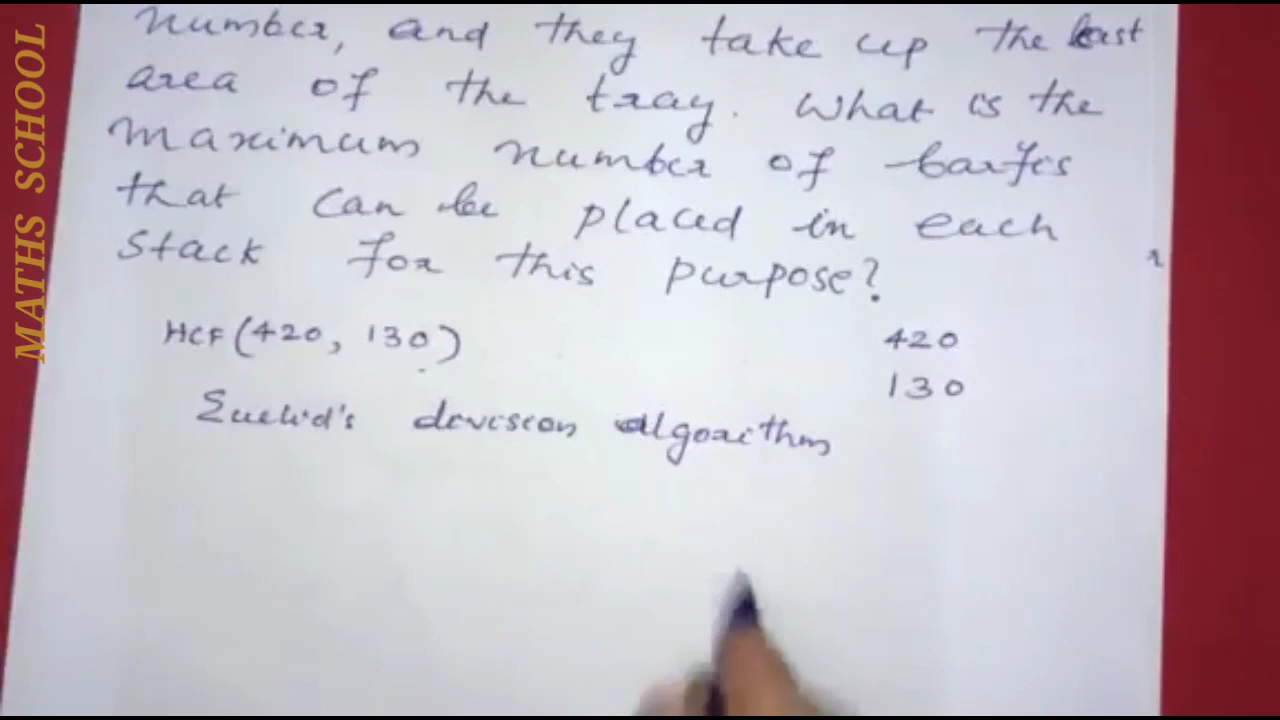 MATHS SCHOOL
number, and they take up the least
area of the tray. What is the
maximum number of barfis
that can be placed in each
stack for this purpose?
HCF (420, 130)
420
130
Euclid's division algorithm